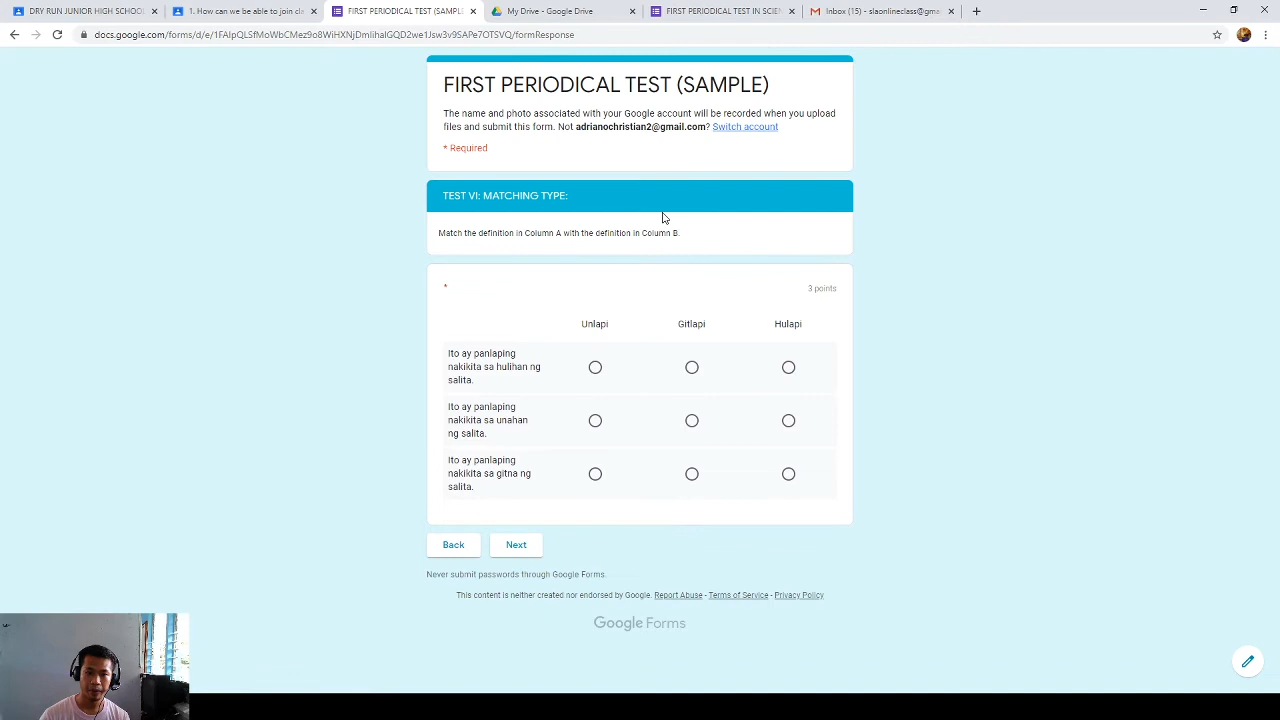 DRY RUN JUNIOR HIGH SCHOOL
1. How can we be able to join cla
FIRST PERIODICAL TEST (SAMPLE)
My Drive - Google Drive
FIRST PERIODICAL TEST IN SCIEN
Inbox (15) - slaonlineclass@gma
docs.google.com/forms/d/e/1FAIpQLSfMoWbCMez9o8WiHXNjDmIihaIGQD2we1Jsw3v9SAPe7OTSVQ/formResponse
FIRST PERIODICAL TEST (SAMPLE)
The name and photo associated with your Google account will be recorded when you upload
files and submit this form. Not adrianochristian2@gmail.com? Switch account
* Required
TEST VI: MATCHING TYPE:
Match the definition in Column A with the definition in Column B.
*
3 points
Unlapi Gitlapi Hulapi
Ito ay panlaping
nakikita sa hulihan ng
salita.
Ito ay panlaping
nakikita sa unahan
ng salita.
Ito ay panlaping
nakikita sa gitna ng
salita.
Back Next
Never submit passwords through Google Forms.
This content is neither created nor endorsed by Google. Report Abuse - Terms of Service - Privacy Policy
Google Forms